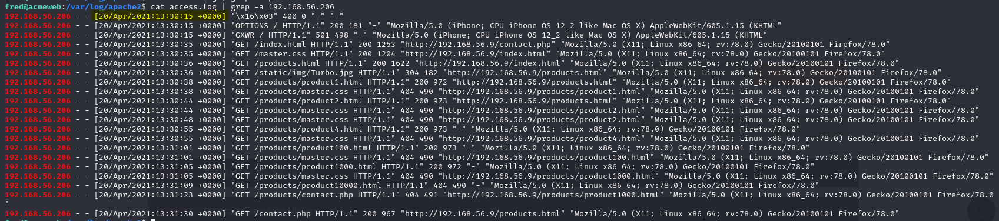 fred@acmeweb:/var/log/apache2$ cat access.log | grep -a 192.168.56.206
192.168.56.206 - - [20/Apr/2021:13:30:15 +0000] "\x16\x03" 400 0 "-" "-"
192.168.56.206 - - [20/Apr/2021:13:30:15 +0000] "OPTIONS / HTTP/1.1" 200 181 "-" "Mozilla/5.0 (iPhone; CPU iPhone OS 12_2 like Mac OS X) AppleWebKit/605.1.15 (KHTML"
192.168.56.206 - - [20/Apr/2021:13:30:15 +0000] "GXWR / HTTP/1.1" 501 498 "-" "Mozilla/5.0 (iPhone; CPU iPhone OS 12_2 like Mac OS X) AppleWebKit/605.1.15 (KHTML"
192.168.56.206 - - [20/Apr/2021:13:30:35 +0000] "GET /index.html HTTP/1.1" 200 1253 "http://192.168.56.9/contact.php" "Mozilla/5.0 (X11; Linux x86_64; rv:78.0) Gecko/20100101 Firefox/78.0"
192.168.56.206 - - [20/Apr/2021:13:30:35 +0000] "GET /master.css HTTP/1.1" 200 1204 "http://192.168.56.9/index.html" "Mozilla/5.0 (X11; Linux x86_64; rv:78.0) Gecko/20100101 Firefox/78.0"
192.168.56.206 - - [20/Apr/2021:13:30:36 +0000] "GET /products.html HTTP/1.1" 200 1622 "http://192.168.56.9/index.html" "Mozilla/5.0 (X11; Linux x86_64; rv:78.0) Gecko/20100101 Firefox/78.0"
192.168.56.206 - - [20/Apr/2021:13:30:36 +0000] "GET /static/img/Turbo.jpg HTTP/1.1" 304 182 "http://192.168.56.9/products.html" "Mozilla/5.0 (X11; Linux x86_64; rv:78.0) Gecko/20100101 Firefox/78.0"
192.168.56.206 - - [20/Apr/2021:13:30:38 +0000] "GET /products/product1.html HTTP/1.1" 200 972 "http://192.168.56.9/products.html" "Mozilla/5.0 (X11; Linux x86_64; rv:78.0) Gecko/20100101 Firefox/78.0"
192.168.56.206 - - [20/Apr/2021:13:30:38 +0000] "GET /products/master.css HTTP/1.1" 404 490 "http://192.168.56.9/products/product1.html" "Mozilla/5.0 (X11; Linux x86_64; rv:78.0) Gecko/20100101 Firefox/78.0"
192.168.56.206 - - [20/Apr/2021:13:30:44 +0000] "GET /products/product2.html HTTP/1.1" 200 973 "http://192.168.56.9/products.html" "Mozilla/5.0 (X11; Linux x86_64; rv:78.0) Gecko/20100101 Firefox/78.0"
192.168.56.206 - - [20/Apr/2021:13:30:44 +0000] "GET /products/master.css HTTP/1.1" 404 490 "http://192.168.56.9/products/product2.html" "Mozilla/5.0 (X11; Linux x86_64; rv:78.0) Gecko/20100101 Firefox/78.0"
192.168.56.206 - - [20/Apr/2021:13:30:48 +0000] "GET /products/master.css HTTP/1.1" 404 490 "http://192.168.56.9/products/product2.html" "Mozilla/5.0 (X11; Linux x86_64; rv:78.0) Gecko/20100101 Firefox/78.0"
192.168.56.206 - - [20/Apr/2021:13:30:55 +0000] "GET /products/product4.html HTTP/1.1" 200 973 "-" "Mozilla/5.0 (X11; Linux x86_64; rv:78.0) Gecko/20100101 Firefox/78.0"
192.168.56.206 - - [20/Apr/2021:13:30:55 +0000] "GET /products/master.css HTTP/1.1" 404 490 "http://192.168.56.9/products/product4.html" "Mozilla/5.0 (X11; Linux x86_64; rv:78.0) Gecko/20100101 Firefox/78.0"
192.168.56.206 - - [20/Apr/2021:13:31:01 +0000] "GET /products/product100.html HTTP/1.1" 200 973 "-" "Mozilla/5.0 (X11; Linux x86_64; rv:78.0) Gecko/20100101 Firefox/78.0"
192.168.56.206 - - [20/Apr/2021:13:31:01 +0000] "GET /products/master.css HTTP/1.1" 404 490 "http://192.168.56.9/products/product100.html" "Mozilla/5.0 (X11; Linux x86_64; rv:78.0) Gecko/20100101 Firefox/78.0"
192.168.56.206 - - [20/Apr/2021:13:31:05 +0000] "GET /products/product1000.html HTTP/1.1" 200 972 "-" "Mozilla/5.0 (X11; Linux x86_64; rv:78.0) Gecko/20100101 Firefox/78.0"
192.168.56.206 - - [20/Apr/2021:13:31:05 +0000] "GET /products/master.css HTTP/1.1" 404 490 "http://192.168.56.9/products/product1000.html" "Mozilla/5.0 (X11; Linux x86_64; rv:78.0) Gecko/20100101 Firefox/78.0"
192.168.56.206 - - [20/Apr/2021:13:31:09 +0000] "GET /products/product10000.html HTTP/1.1" 404 490 "-" "Mozilla/5.0 (X11; Linux x86_64; rv:78.0) Gecko/20100101 Firefox/78.0"
192.168.56.206 - - [20/Apr/2021:13:31:23 +0000] "GET /products/contact.php HTTP/1.1" 404 491 "http://192.168.56.9/products/product1000.html" "Mozilla/5.0 (X11; Linux x86_64; rv:78.0) Gecko/20100101 Firefox/78.0
"
192.168.56.206 - - [20/Apr/2021:13:31:30 +0000] "GET /contact.php HTTP/1.1" 200 967 "http://192.168.56.9/products.html" "Mozilla/5.0 (X11; Linux x86_64; rv:78.0) Gecko/20100101 Firefox/78.0"